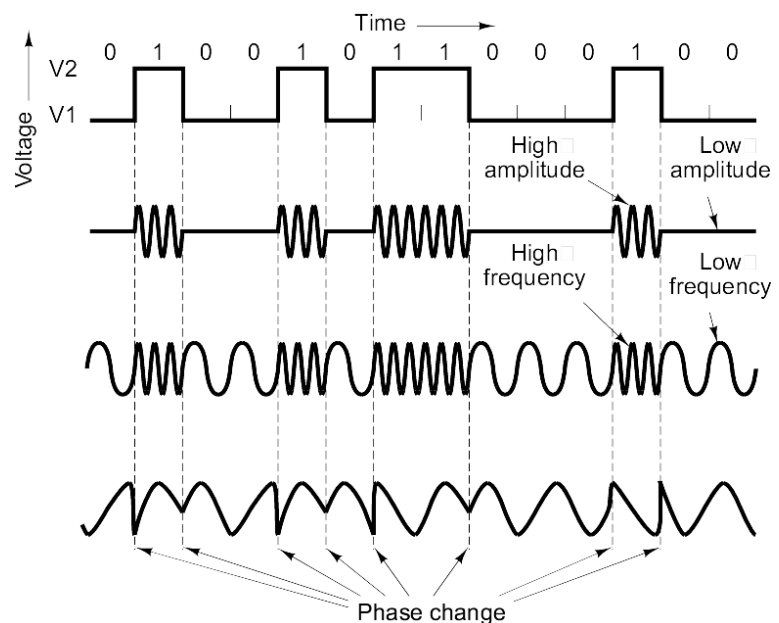 Time
0 1 0 0 1 0 1 1 0 0 0 1 0 0
V2
V1
Voltage
High
amplitude
Low
amplitude
High
frequency
Low
frequency
Phase change